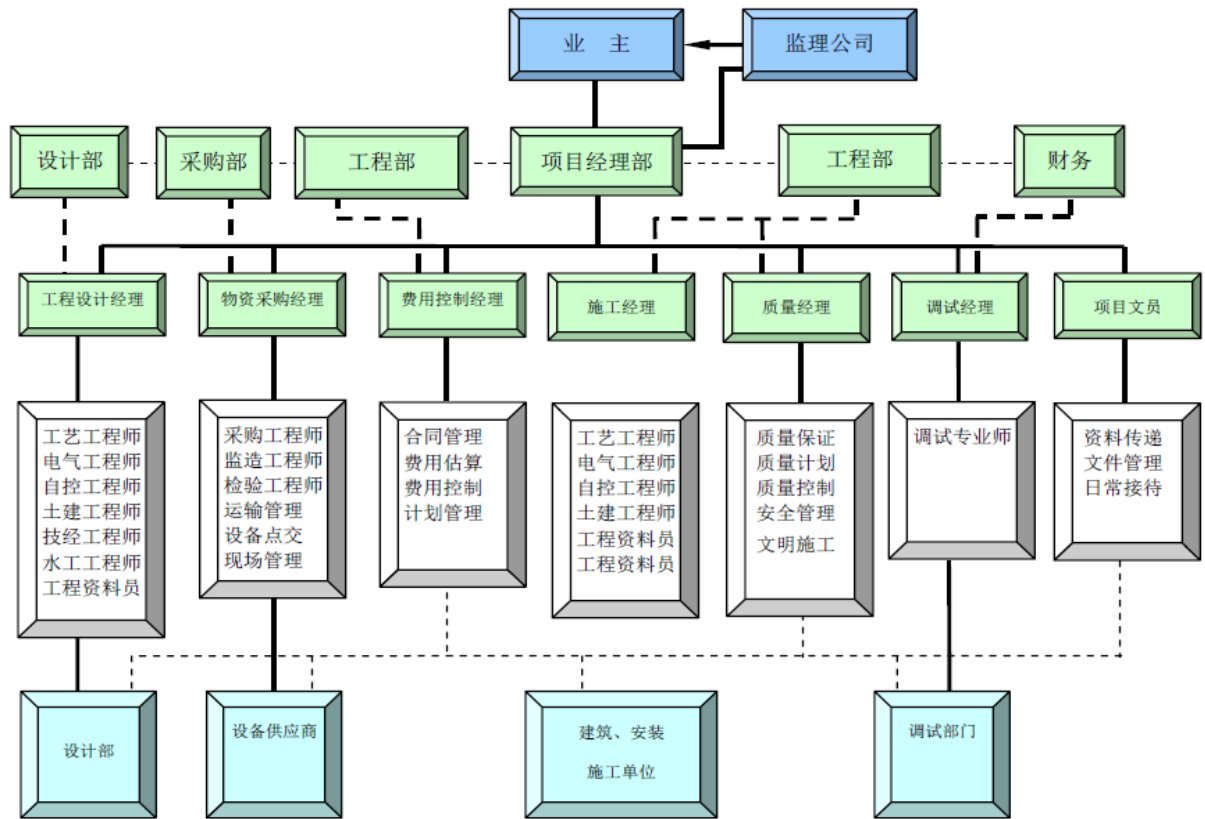 业 主
监理公司
设计部
采购部
工程部
项目经理部
工程部
财务
工程设计经理
物资采购经理
费用控制经理
施工经理
质量经理
调试经理
项目文员
工艺工程师
电气工程师
自控工程师
土建工程师
技经工程师
水工工程师
工程资料员
采购工程师
监造工程师
检验工程师
运输管理
设备点交
现场管理
合同管理
费用估算
费用控制
计划管理
工艺工程师
电气工程师
自控工程师
土建工程师
工程资料员
工程资料员
质量保证
质量计划
质量控制
安全管理
文明施工
调试专业师
资料传递
文件管理
日常接待
设计部
设备供应商
建筑、安装
施工单位
调试部门